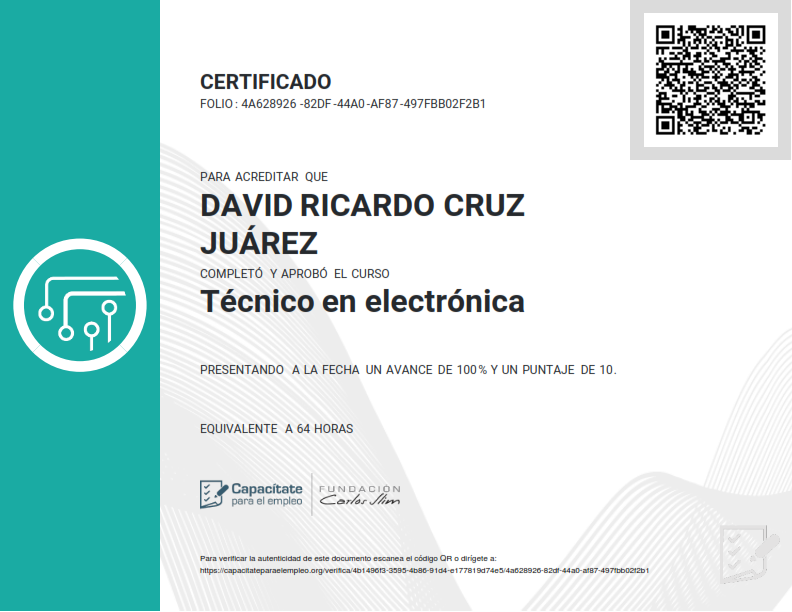 CERTIFICADO
FOLIO: 4A628926 -82DF-44A0-AF87-497FBB02F2B1
PARA ACREDITAR QUE
DAVID RICARDO CRUZ
JUÁREZ
COMPLETÓ Y APROBÓ EL CURSO
Técnico en electrónica
PRESENTANDO A LA FECHA UN AVANCE DE 100% Y UN PUNTAJE DE 10.
EQUIVALENTE A 64 HORAS
Capacítate
para el empleo
FUNDACIÓN
Carlos Slim
Para verificar la autenticidad de este documento escanea el código QR o dirígete a:
https://capacitateparaelempleo.org/verifica/4b1496f3-3595-4b86-91d4-e177819d74e5/4a628926-82df-44a0-af87-497fbb02f2b1